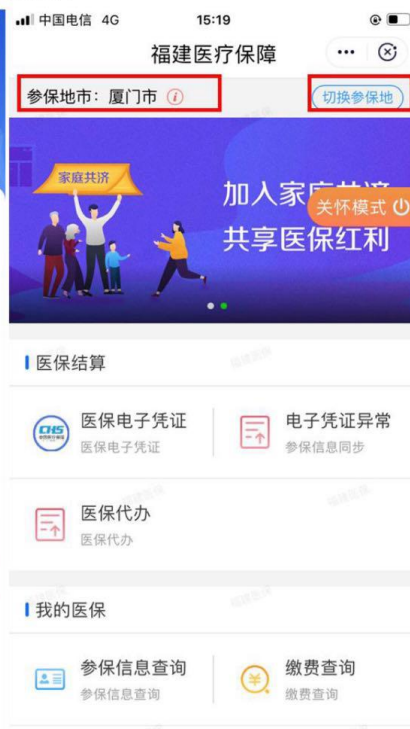 中国电信 4G 15:19
福建医疗保障
参保地市：厦门市
切换参保地
家庭共济
加入家庭共济
关怀模式
共享医保红利
医保结算
医保电子凭证
医保电子凭证
电子凭证异常
参保信息同步
医保代办
医保代办
我的医保
参保信息查询
参保信息查询
缴费查询
缴费查询